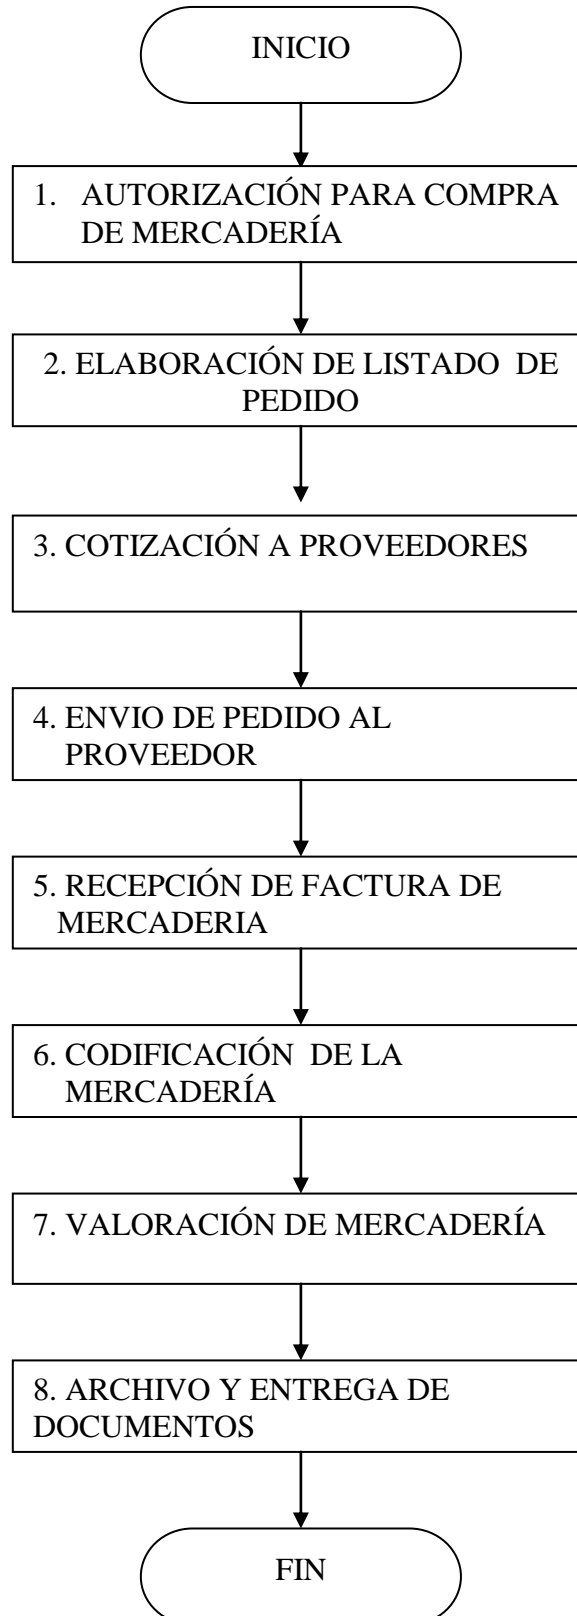 INICIO
1. AUTORIZACIÓN PARA COMPRA
DE MERCADERÍA
2. ELABORACIÓN DE LISTADO DE
PEDIDO
3. COTIZACIÓN A PROVEEDORES
4. ENVIO DE PEDIDO AL
PROVEEDOR
5. RECEPCIÓN DE FACTURA DE
MERCADERIA
6. CODIFICACIÓN DE LA
MERCADERÍA
7. VALORACIÓN DE MERCADERÍA
8. ARCHIVO Y ENTREGA DE
DOCUMENTOS
FIN